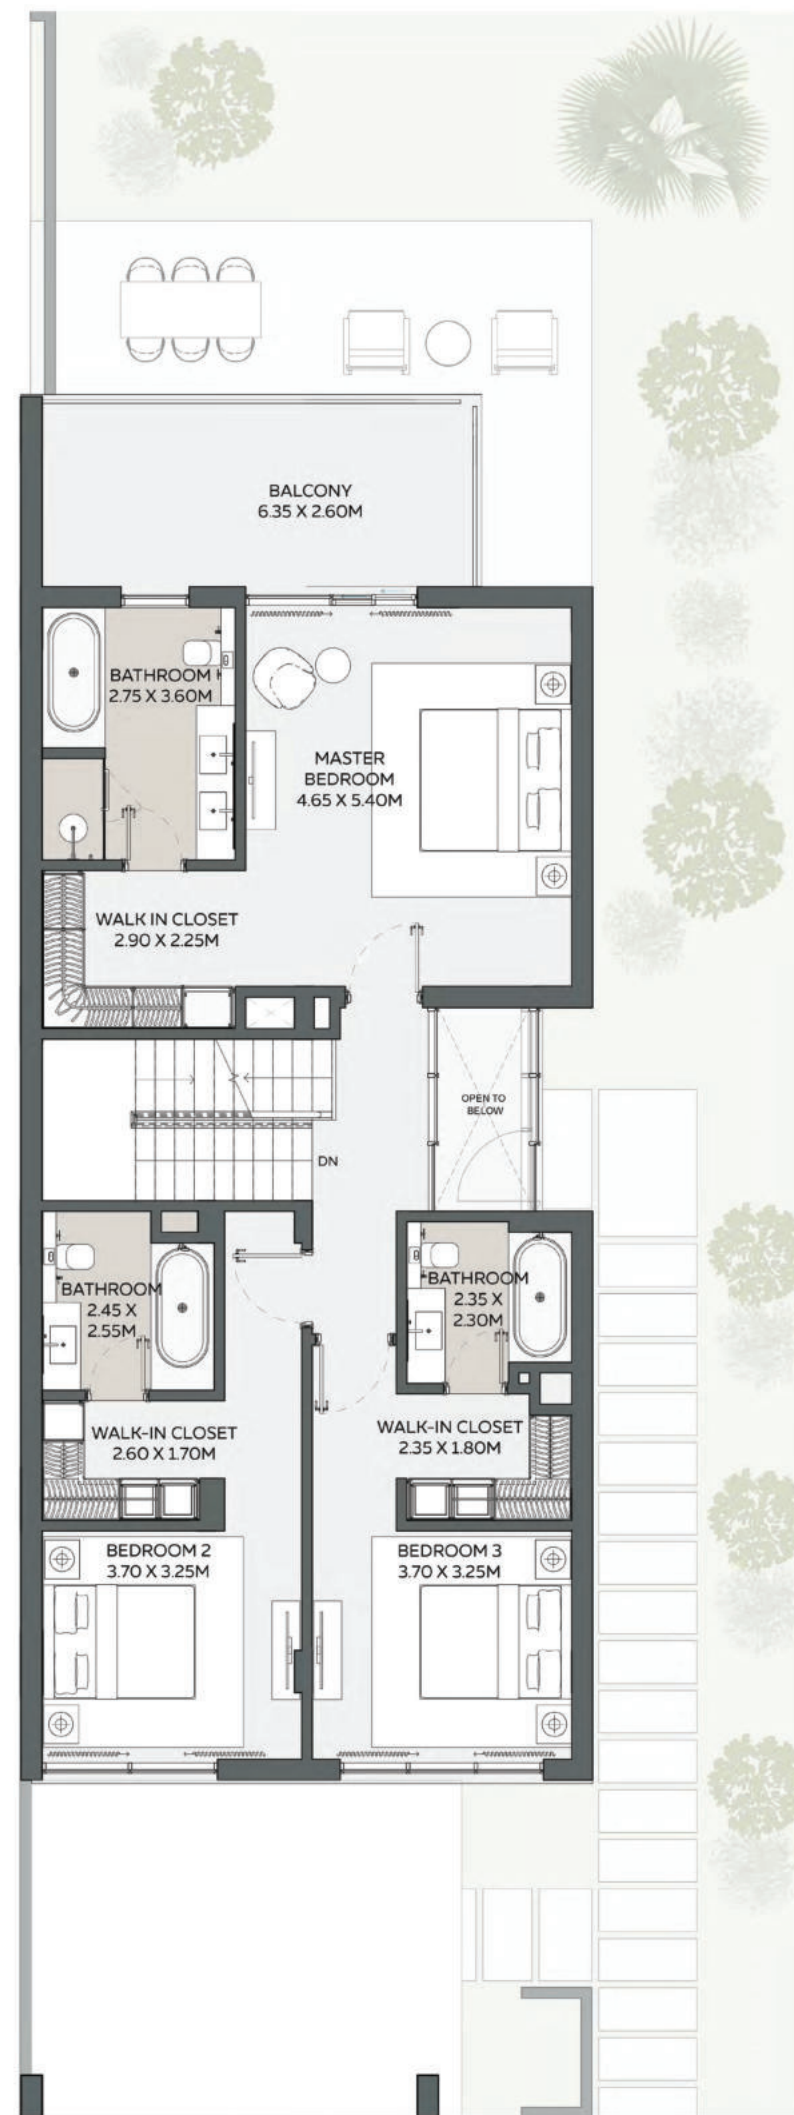 BALCONY
6.35 X 2.60M
BATHROOM
2.75 X 3.60M
MASTER
BEDROOM
4.65 X 5.40M
WALK IN CLOSET
2.90 X 2.25M
OPEN TO
BELOW
DN
BATHROOM
2.45 X
2.55M
BATHROOM
2.35 X
2.30M
WALK-IN CLOSET
2.60 X 1.70M
WALK-IN CLOSET
2.35 X 1.80M
BEDROOM 2
3.70 X 3.25M
BEDROOM 3
3.70 X 3.25M